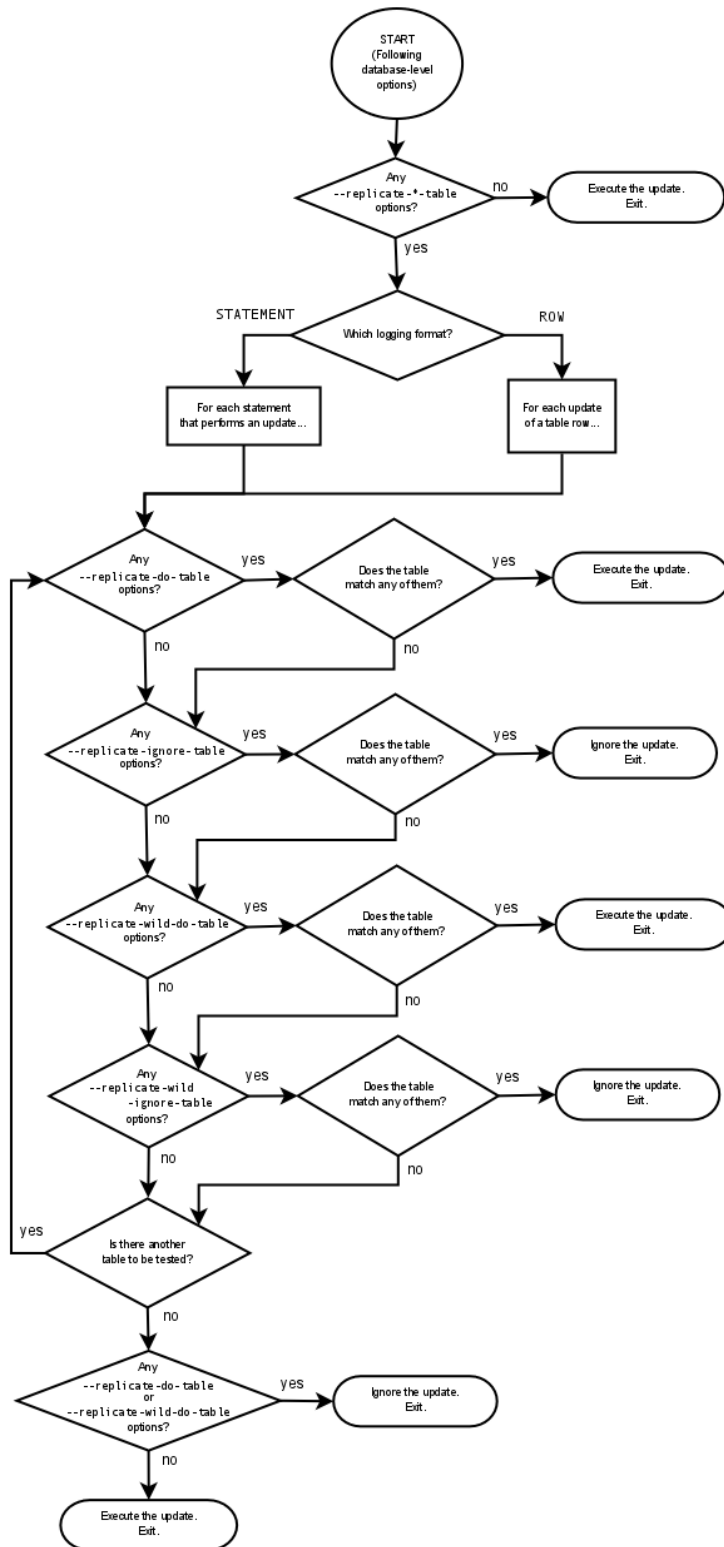 START
(Following
database-level
options)
Any
--replicate-*-table
options?
no
Execute the update.
Exit.
yes
STATEMENT
Which logging format?
ROW
For each statement
that performs an update...
For each update
of a table row...
Any
--replicate-do-table
options?
yes
Does the table
match any of them?
yes
Execute the update.
Exit.
no
no
Any
--replicate-ignore-table
options?
yes
Does the table
match any of them?
yes
Ignore the update.
Exit.
no
no
Any
--replicate-wild-do-table
options?
yes
Does the table
match any of them?
yes
Execute the update.
Exit.
no
no
Any
--replicate-wild
-ignore-table
options?
yes
Does the table
match any of them?
yes
Ignore the update.
Exit.
no
no
yes
Is there another
table to be tested?
no
Any
--replicate-do-table
or
--replicate-wild-do-table
options?
yes
Ignore the update.
Exit.
no
Execute the update.
Exit.